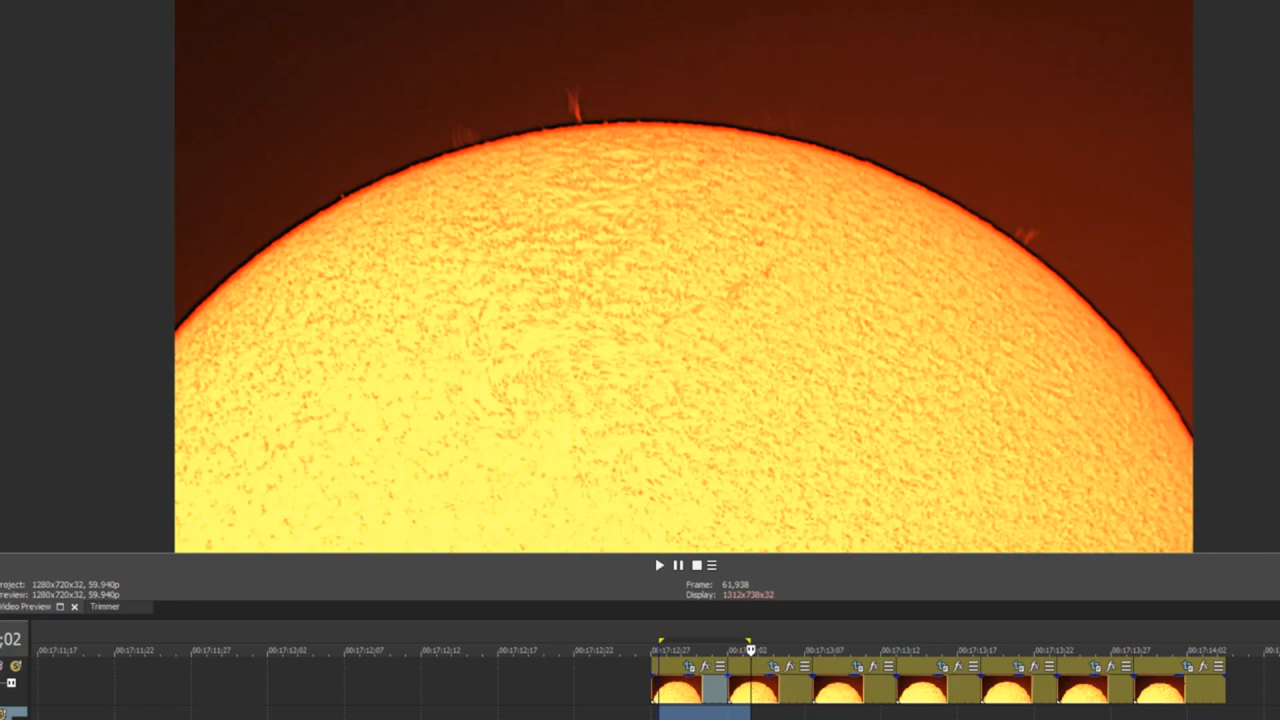 Frame: 61,938
roject: 1280x720x32, 59.940p
review: 1280x720x32, 59.940p
Display: 1312x738x32
Video Preview
Trimmer
;02
00:17:11;17 00:17:11;22 00:17:11;27 00:17:12;02 00:17:12;07 00:17:12;12 00:17:12;17 00:17:12;22 00:17:12;27 00:17: 02 00:17:13;07 00:17:13;12 00:17:13;17 00:17:13;22 00:17:13;27 00:17:14;02